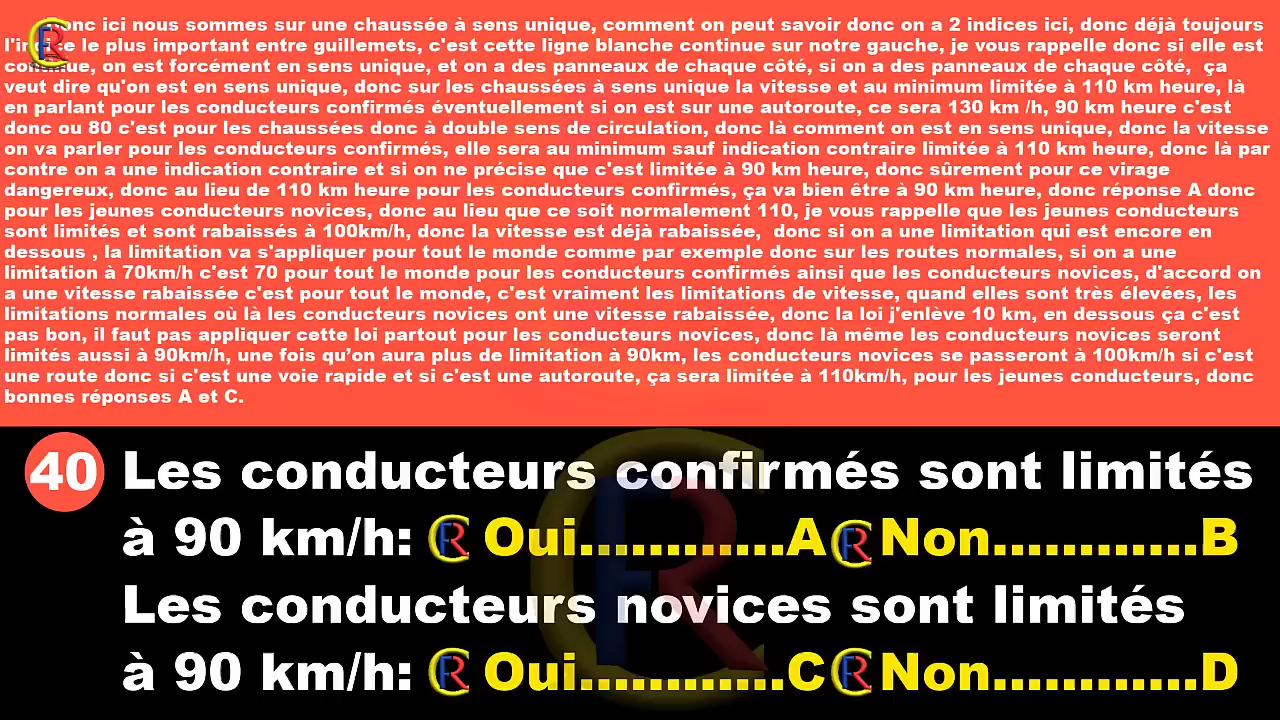 onc ici nous sommes sur une chaussée à sens unique, comment on peut savoir donc on a 2 indices ici, donc déjà toujours
l'indice le plus important entre guillemets, c'est cette ligne blanche continue sur notre gauche, je vous rappelle donc si elle est
continue, on est forcément en sens unique, et on a des panneaux de chaque côté, si on a des panneaux de chaque côté, ça
veut dire qu'on est en sens unique, donc sur les chaussées à sens unique la vitesse et au minimum limitée à 110 km heure, là
en parlant pour les conducteurs confirmés éventuellement si on est sur une autoroute, ce sera 130 km /h, 90 km heure c'est
donc ou 80 c'est pour les chaussées donc à double sens de circulation, donc là comment on est en sens unique, donc la vitesse
on va parler pour les conducteurs confirmés, elle sera au minimum sauf indication contraire limitée à 110 km heure, donc là par
contre on a une indication contraire et si on ne précise que c'est limitée à 90 km heure, donc sûrement pour ce virage
dangereux, donc au lieu de 110 km heure pour les conducteurs confirmés, ça va bien être à 90 km heure, donc réponse A donc
pour les jeunes conducteurs novices, donc au lieu que ce soit normalement 110, je vous rappelle que les jeunes conducteurs
sont limités et sont rabaissés à 100km/h, donc la vitesse est déjà rabaissée, donc si on a une limitation qui est encore en
dessous , la limitation va s'appliquer pour tout le monde comme par exemple donc sur les routes normales, si on a une
limitation à 70km/h c'est 70 pour tout le monde pour les conducteurs confirmés ainsi que les conducteurs novices, d'accord on
a une vitesse rabaissée c'est pour tout le monde, c'est vraiment les limitations de vitesse, quand elles sont très élevées, les
limitations normales où là les conducteurs novices ont une vitesse rabaissée, donc la loi j'enlève 10 km, en dessous ça c'est
pas bon, il faut pas appliquer cette loi partout pour les conducteurs novices, donc là même les conducteurs novices seront
limités aussi à 90km/h, une fois qu'on aura plus de limitation à 90km, les conducteurs novices se passeront à 100km/h si c'est
une route donc si c'est une voie rapide et si c'est une autoroute, ça sera limitée à 110km/h, pour les jeunes conducteurs, donc
bonnes réponses A et C.
40 Les conducteurs confirmés sont limités
à 90 km/h: Oui............A Non............B
Les conducteurs novices sont limités
à 90 km/h: Oui............C Non............D